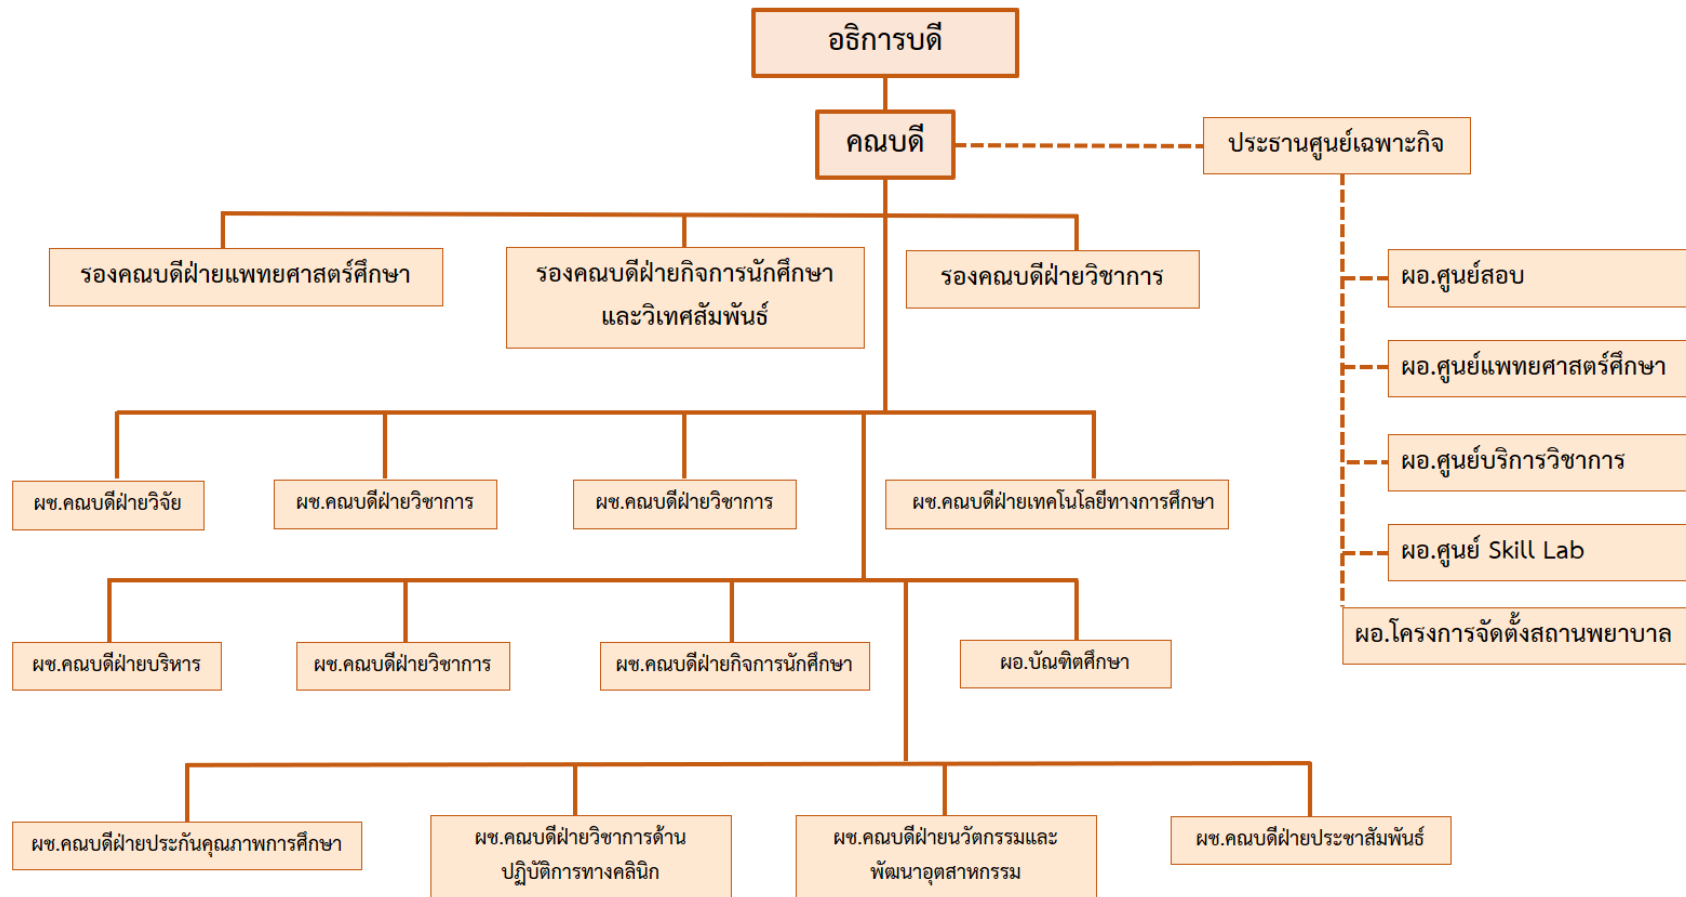 อธิการบดี
คณบดี
ประธานศูนย์เฉพาะกิจ
รองคณบดีฝ่ายแพทยศาสตร์ศึกษา
รองคณบดีฝ่ายกิจการนักศึกษา
และวิเทศสัมพันธ์
รองคณบดีฝ่ายวิชาการ
ผอ.ศูนย์สอบ
ผอ.ศูนย์แพทยศาสตร์ศึกษา
ผอ.ศูนย์บริการวิชาการ
ผอ.ศูนย์ Skill Lab
ผอ.โครงการจัดตั้งสถานพยาบาล
ผช.คณบดีฝ่ายวิจัย
ผช.คณบดีฝ่ายวิชาการ
ผช.คณบดีฝ่ายวิชาการ
ผช.คณบดีฝ่ายเทคโนโลยีทางการศึกษา
ผช.คณบดีฝ่ายบริหาร
ผช.คณบดีฝ่ายวิชาการ
ผช.คณบดีฝ่ายกิจการนักศึกษา
ผอ.บัณฑิตศึกษา
ผช.คณบดีฝ่ายประกันคุณภาพการศึกษา
ผช.คณบดีฝ่ายวิชาการด้าน
ปฏิบัติการทางคลินิก
ผช.คณบดีฝ่ายนวัตกรรมและ
พัฒนาอุตสาหกรรม
ผช.คณบดีฝ่ายประชาสัมพันธ์